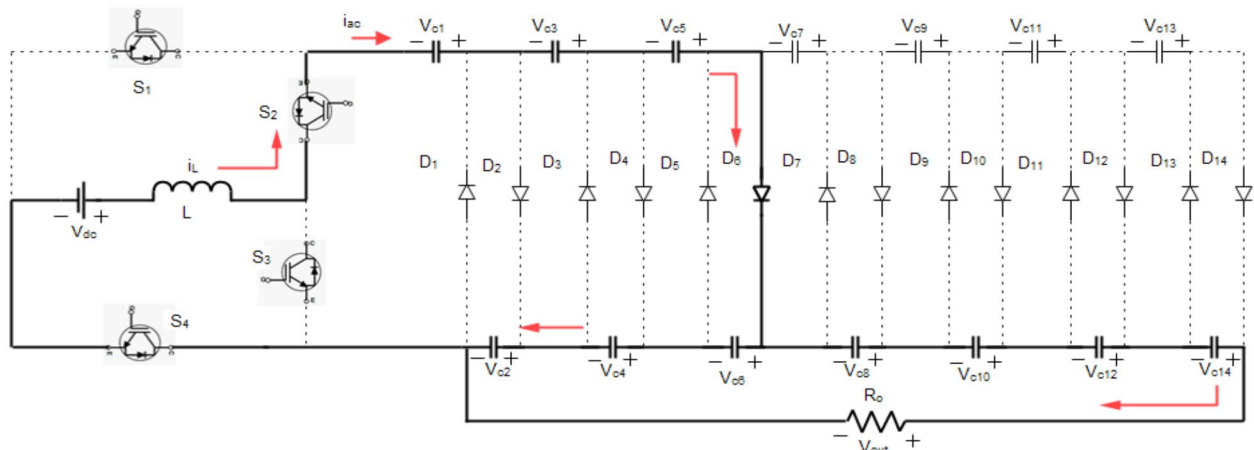 iac
Vc1
Vc3
Vc5
Vc7
Vc9
Vc11
Vc13
− + − + − + − + − + − + − +
S1
S2
iL
D1 D2 D3 D4 D5 D6 D7 D8 D9 D10 D11 D12 D13 D14
− +
Vdc
L
S3
S4
− + − + − + − + − + − + − +
Vc2
Vc4
Vc6
Vc8
Vc10
Vc12
Vc14
Ro
− +
Vout